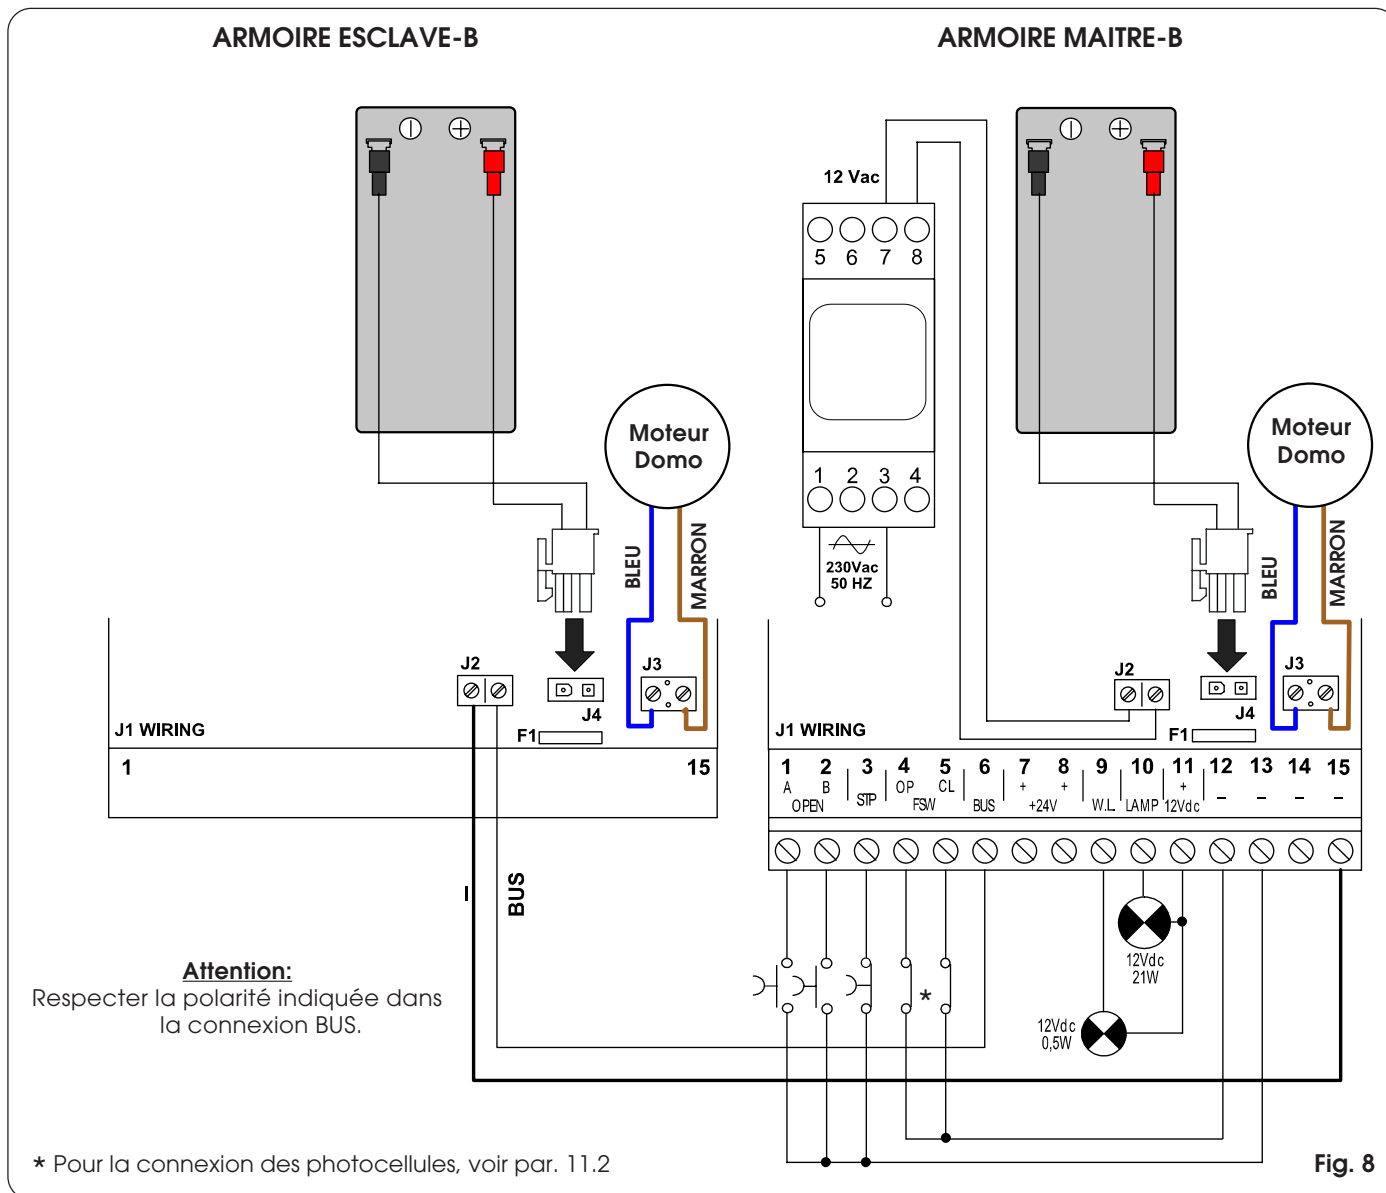 ARMOIRE ESCLAVE-B
ARMOIRE MAITRE-B
12 Vac
5 6 7 8
1 2 3 4
230Vac
50 HZ
Moteur
Domo
BLEU
MARRON
J2
J3
J4
F1
J1 WIRING
1 15
Moteur
Domo
BLEU
MARRON
J2
J3
J4
F1
J1 WIRING
1 2 3 4 5 6 7 8 9 10 11 12 13 14 15
A B OP CL + + + – – – –
OPEN STP FSW BUS +24V W.L. LAMP 12Vdc
–
BUS
12Vdc
21W
12Vdc
0,5W
*
Attention:
Respecter la polarité indiquée dans
la connexion BUS.
* Pour la connexion des photocellules, voir par. 11.2
Fig. 8